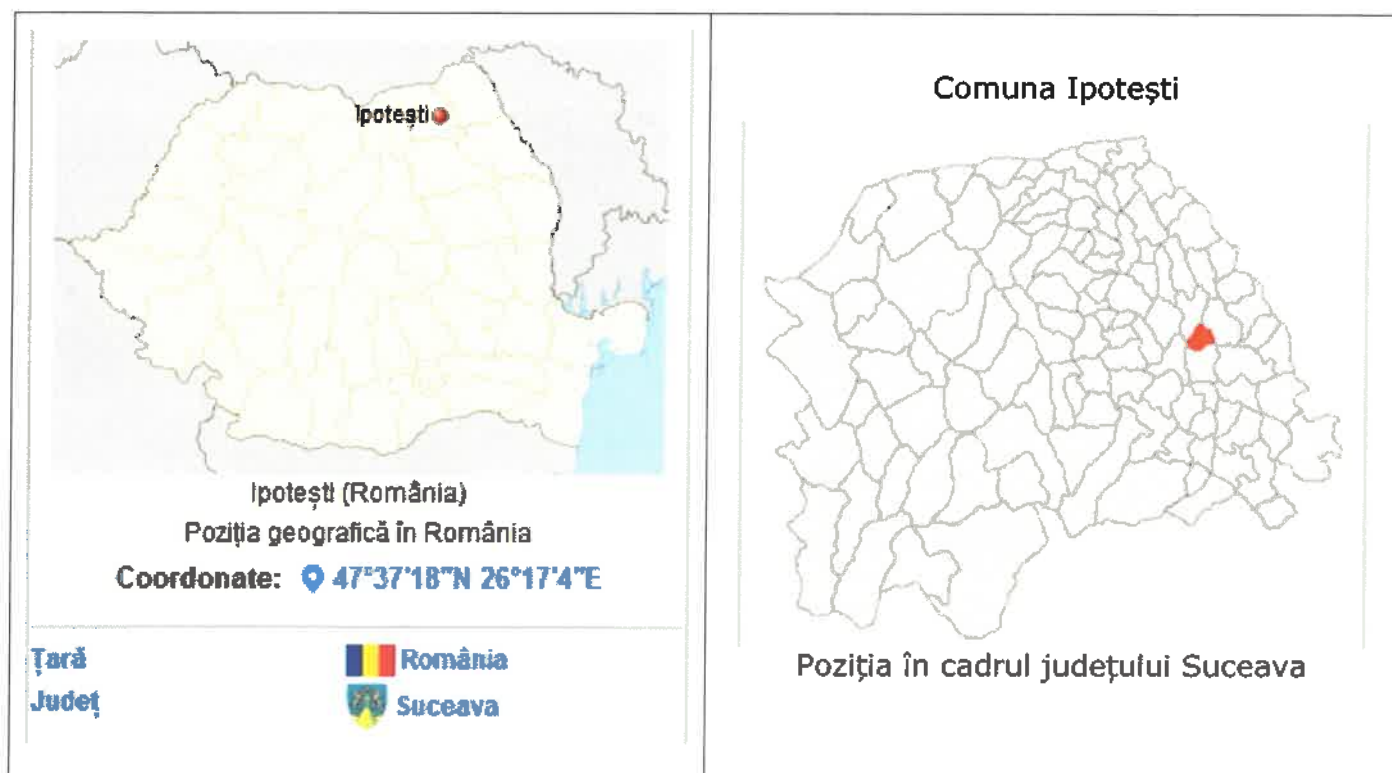 Ipotești
Ipotești (România)
Poziția geografică în România
Coordonate: 47°37′18″N 26°17′4″E
Țară România
Județ Suceava
Comuna Ipotești
Poziția în cadrul județului Suceava